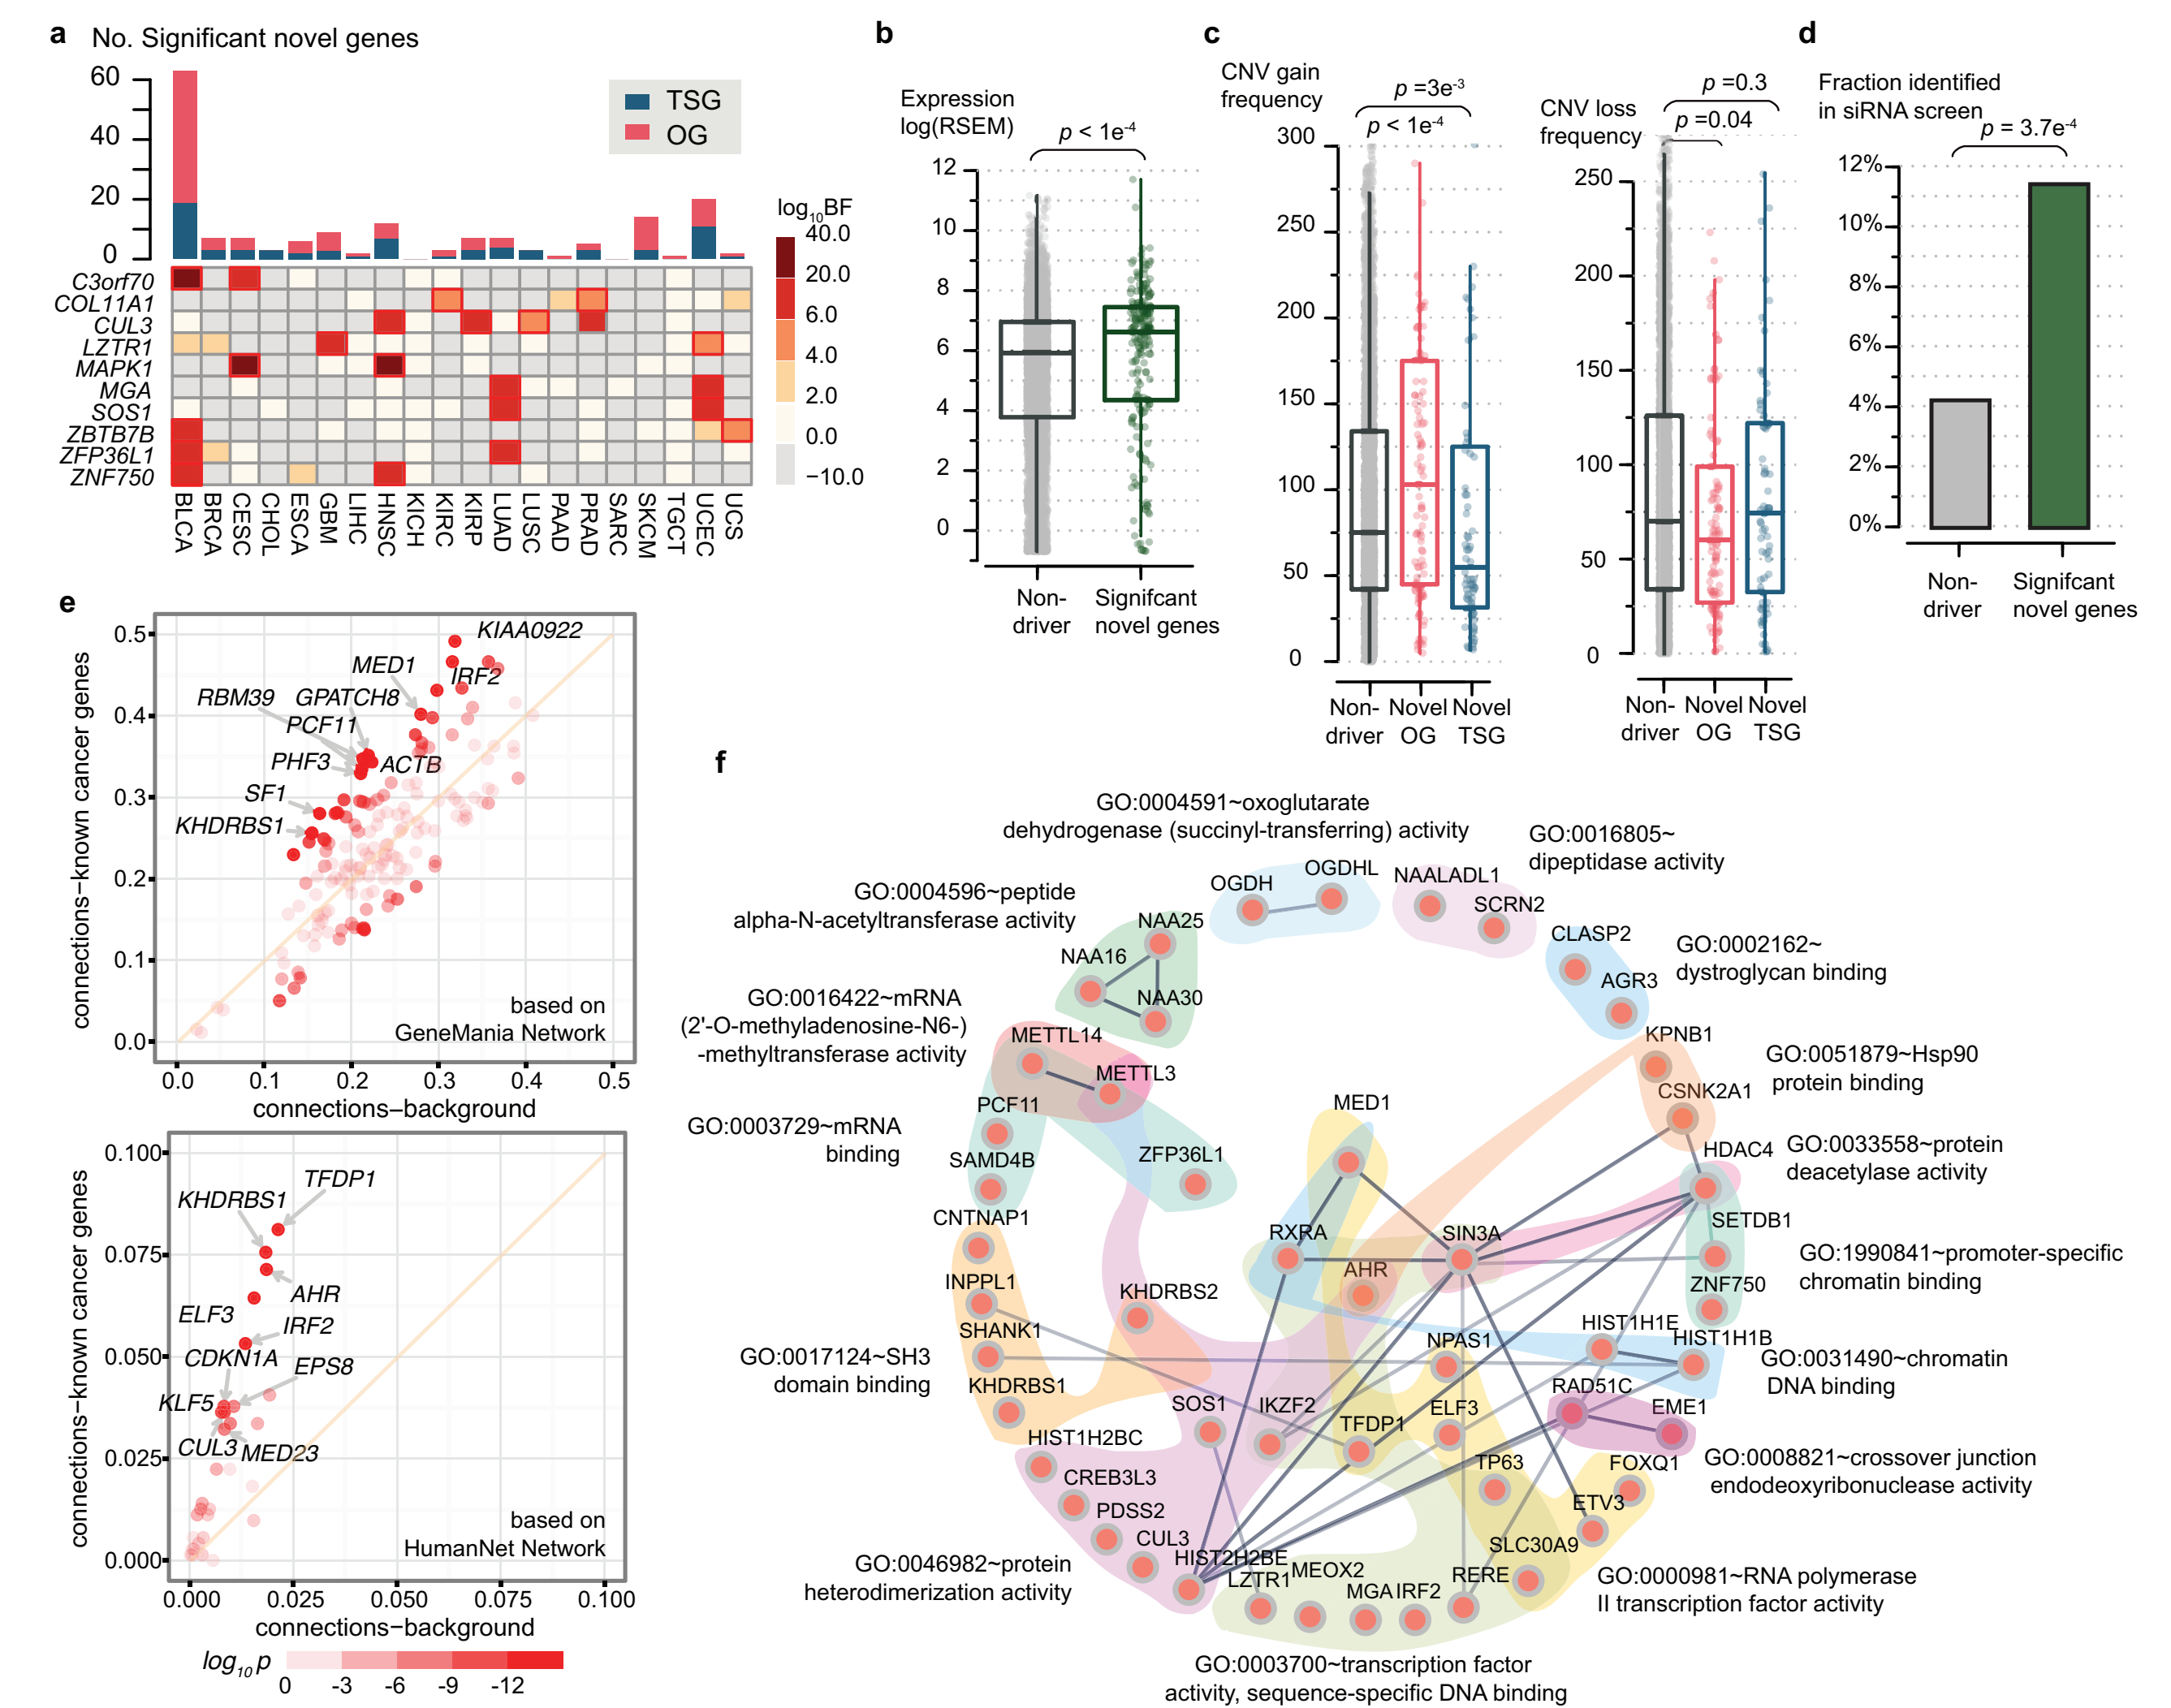 a No. Significant novel genes
60
40
20
0
TSG
OG
log10BF
40.0
20.0
6.0
4.0
2.0
0.0
−10.0
C3orf70
COL11A1
CUL3
LZTR1
MAPK1
MGA
SOS1
ZBTB7B
ZFP36L1
ZNF750
BLCA
BRCA
CESC
CHOL
ESCA
GBM
LIHC
HNSC
KICH
KIRC
KIRP
LUAD
LUSC
PAAD
PRAD
SARC
SKCM
TGCT
UCEC
UCS
b
Expression
log(RSEM)
p < 1e-4
12
10
8
6
4
2
0
Non-
driver
Signifcant
novel genes
c
CNV gain
frequency
p =3e-3
p < 1e-4
300
250
200
150
100
50
0
Non-
driver
Novel
OG
Novel
TSG
CNV loss
frequency
p =0.3
p =0.04
250
200
150
100
50
0
Non-
driver
Novel
OG
Novel
TSG
d
Fraction identified
in siRNA screen
p = 3.7e-4
12%
10%
8%
6%
4%
2%
0%
Non-
driver
Signifcant
novel genes
e
connections−known cancer genes
0.5
0.4
0.3
0.2
0.1
0.0
KIAA0922
MED1
IRF2
RBM39
GPATCH8
PCF11
PHF3
ACTB
SF1
KHDRBS1
based on
GeneMania Network
0.0
0.1
0.2
0.3
0.4
0.5
connections−background
connections−known cancer genes
0.100
0.075
0.050
0.025
0.000
TFDP1
KHDRBS1
AHR
ELF3
IRF2
CDKN1A
EPS8
KLF5
CUL3
MED23
based on
HumanNet Network
0.000
0.025
0.050
0.075
0.100
connections−background
log10 p
0
-3
-6
-9
-12
f
GO:0004591~oxoglutarate
dehydrogenase (succinyl-transferring) activity
OGDH
OGDHL
GO:0016805~
dipeptidase activity
NAALADL1
SCRN2
GO:0004596~peptide
alpha-N-acetyltransferase activity
NAA25
NAA16
NAA30
CLASP2
AGR3
GO:0002162~
dystroglycan binding
GO:0016422~mRNA
(2'-O-methyladenosine-N6-)
-methyltransferase activity
METTL14
METTL3
KPNB1
CSNK2A1
GO:0051879~Hsp90
protein binding
GO:0003729~mRNA
binding
PCF11
SAMD4B
ZFP36L1
MED1
HDAC4
GO:0033558~protein
deacetylase activity
CNTNAP1
INPPL1
SHANK1
KHDRBS1
KHDRBS2
RXRA
SIN3A
AHR
SETDB1
ZNF750
GO:1990841~promoter-specific
chromatin binding
GO:0017124~SH3
domain binding
NPAS1
HIST1H1E
HIST1H1B
GO:0031490~chromatin
DNA binding
SOS1
IKZF2
TFDP1
ELF3
RAD51C
EME1
GO:0008821~crossover junction
endodeoxyribonuclease activity
HIST1H2BC
CREB3L3
PDSS2
CUL3
HIST2H2BE
TP63
FOXQ1
ETV3
SLC30A9
GO:0046982~protein
heterodimerization activity
LZTR1
MEOX2
MGA
IRF2
RERE
GO:0000981~RNA polymerase
II transcription factor activity
GO:0003700~transcription factor
activity, sequence-specific DNA binding